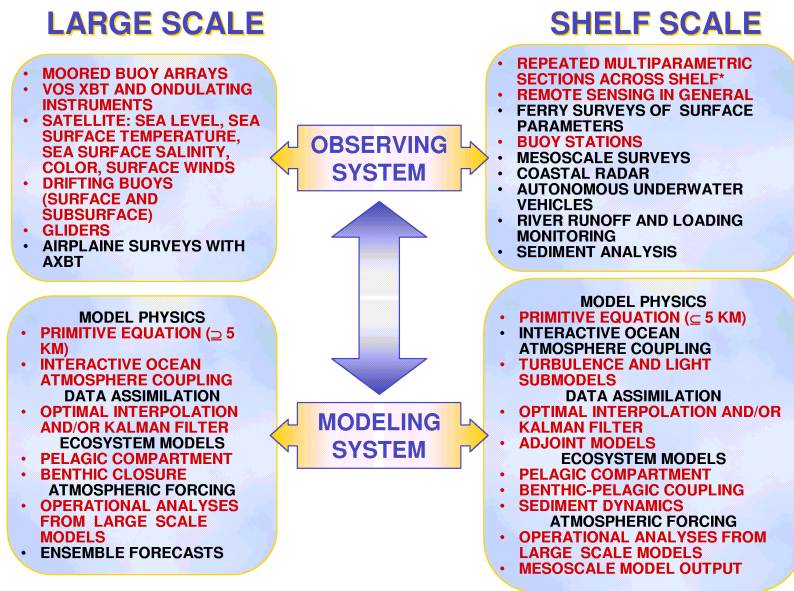 LARGE SCALE
SHELF SCALE
• MOORED BUOY ARRAYS
• VOS XBT AND ONDULATING
INSTRUMENTS
• SATELLITE: SEA LEVEL, SEA
SURFACE TEMPERATURE,
SEA SURFACE SALINITY,
COLOR, SURFACE WINDS
• DRIFTING BUOYS
(SURFACE AND
SUBSURFACE)
• GLIDERS
• AIRPLAINE SURVEYS WITH
AXBT
OBSERVING
SYSTEM
• REPEATED MULTIPARAMETRIC
SECTIONS ACROSS SHELF*
• REMOTE SENSING IN GENERAL
• FERRY SURVEYS OF SURFACE
PARAMETERS
• BUOY STATIONS
• MESOSCALE SURVEYS
• COASTAL RADAR
• AUTONOMOUS UNDERWATER
VEHICLES
• RIVER RUNOFF AND LOADING
MONITORING
• SEDIMENT ANALYSIS
MODEL PHYSICS
• PRIMITIVE EQUATION (⊇ 5
KM)
• INTERACTIVE OCEAN
ATMOSPHERE COUPLING
DATA ASSIMILATION
• OPTIMAL INTERPOLATION
AND/OR KALMAN FILTER
ECOSYSTEM MODELS
• PELAGIC COMPARTMENT
• BENTHIC CLOSURE
ATMOSPHERIC FORCING
• OPERATIONAL ANALYSES
FROM LARGE SCALE
MODELS
• ENSEMBLE FORECASTS
MODELING
SYSTEM
MODEL PHYSICS
• PRIMITIVE EQUATION (⊆ 5 KM)
• INTERACTIVE OCEAN
ATMOSPHERE COUPLING
• TURBULENCE AND LIGHT
SUBMODELS
DATA ASSIMILATION
• OPTIMAL INTERPOLATION AND/OR
KALMAN FILTER
• ADJOINT MODELS
ECOSYSTEM MODELS
• PELAGIC COMPARTMENT
• BENTHIC-PELAGIC COUPLING
• SEDIMENT DYNAMICS
ATMOSPHERIC FORCING
• OPERATIONAL ANALYSES FROM
LARGE SCALE MODELS
• MESOSCALE MODEL OUTPUT